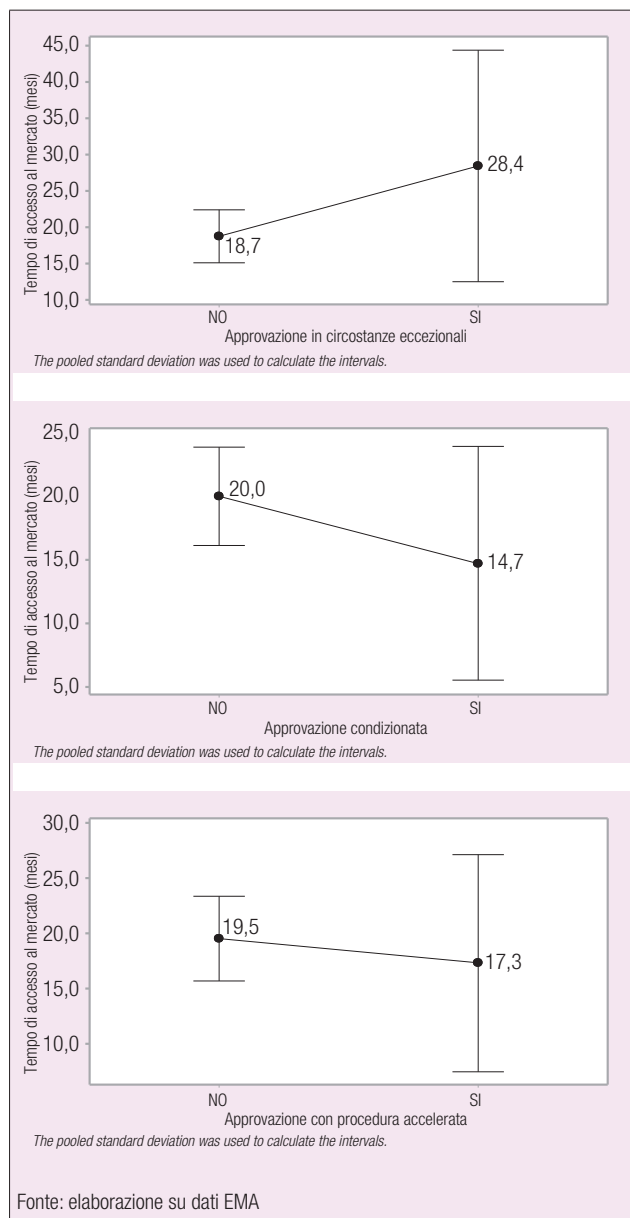 45,0
40,0
35,0
30,0
25,0
20,0
15,0
10,0
Tempo di accesso al mercato (mesi)
18,7
28,4
NO
SI
Approvazione in circostanze eccezionali
The pooled standard deviation was used to calculate the intervals.
25,0
20,0
15,0
10,0
5,0
Tempo di accesso al mercato (mesi)
20,0
14,7
NO
SI
Approvazione condizionata
The pooled standard deviation was used to calculate the intervals.
30,0
25,0
20,0
15,0
10,0
Tempo di accesso al mercato (mesi)
19,5
17,3
NO
SI
Approvazione con procedura accelerata
The pooled standard deviation was used to calculate the intervals.
Fonte: elaborazione su dati EMA